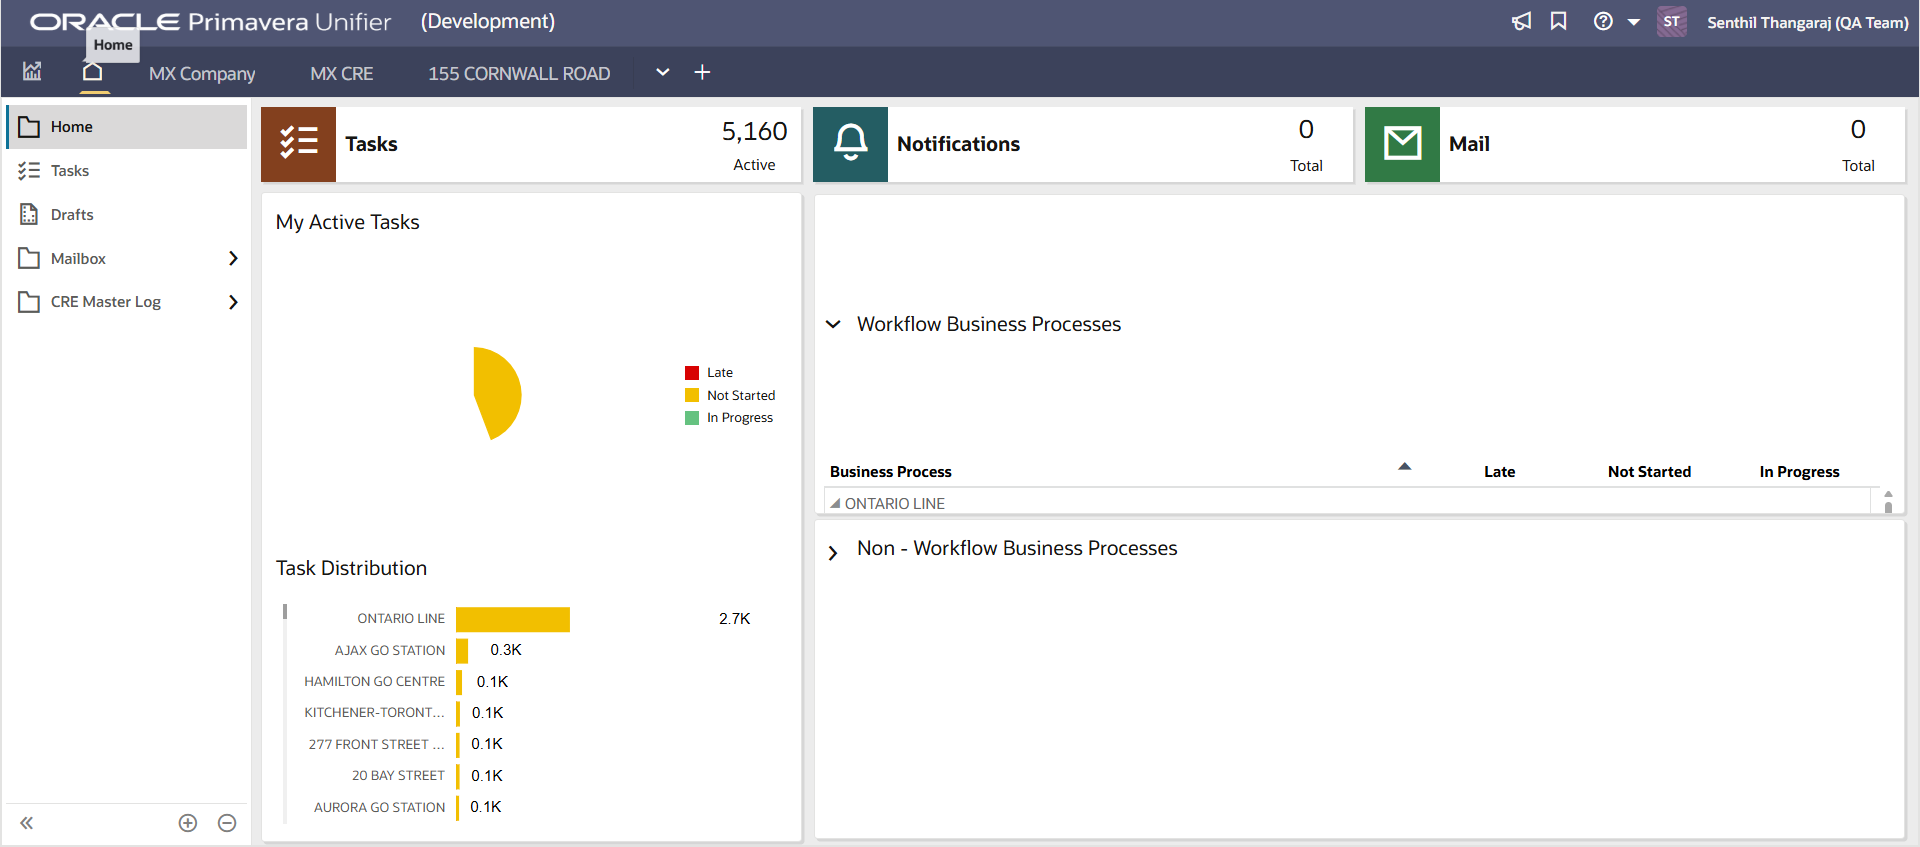 ORACLE Primavera Unifier (Development)
ST Senthil Thangaraj (QA Team)
Home
MX Company
MX CRE
155 CORNWALL ROAD
Home
Tasks
Drafts
Mailbox
CRE Master Log
Tasks
5,160
Active
Notifications
0
Total
Mail
0
Total
My Active Tasks
Late
Not Started
In Progress
Task Distribution
ONTARIO LINE 2.7K
AJAX GO STATION 0.3K
HAMILTON GO CENTRE 0.1K
KITCHENER-TORONT... 0.1K
277 FRONT STREET ... 0.1K
20 BAY STREET 0.1K
AURORA GO STATION 0.1K
Workflow Business Processes
Business Process Late Not Started In Progress
ONTARIO LINE
Non - Workflow Business Processes